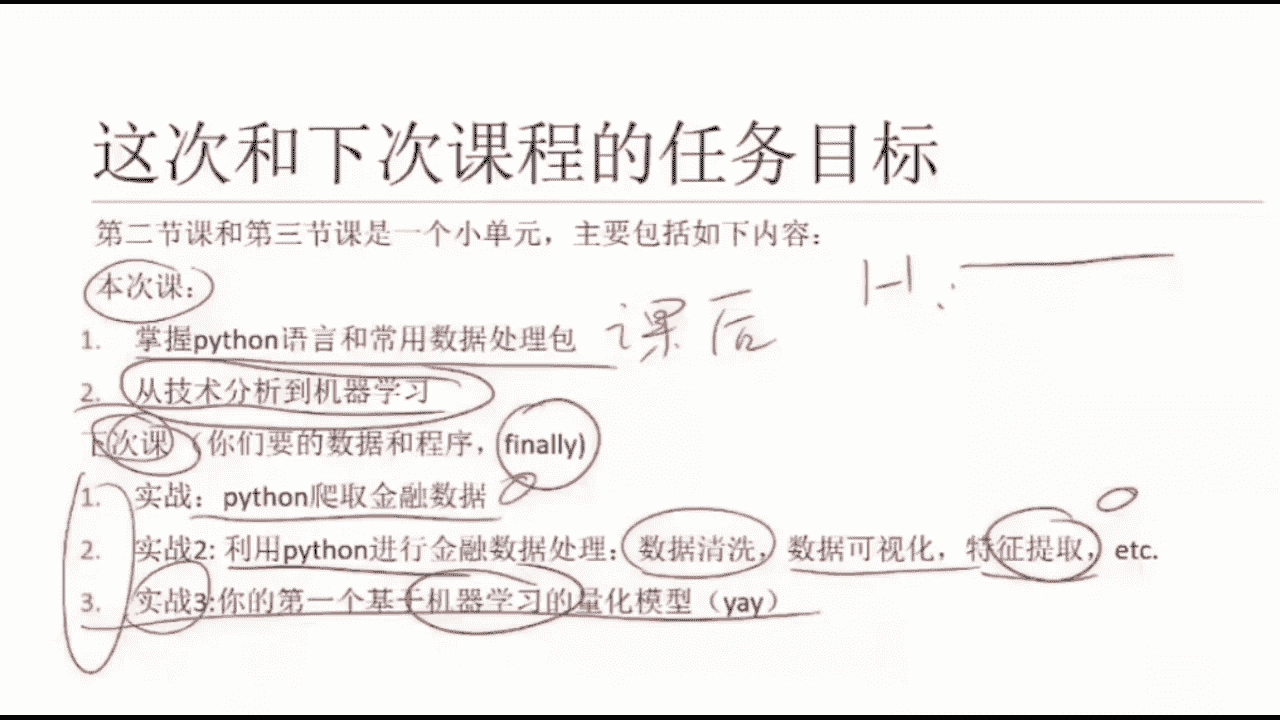 这次和下次课程的任务目标
第二节课和第三节课是一个小单元，主要包括如下内容：
本次课：
1. 掌握python语言和常用数据处理包 课后
H:
2. 从技术分析到机器学习
下次课（你们要的数据和程序，finally)
1. 实战：python爬取金融数据
2. 实战2: 利用python进行金融数据处理：数据清洗，数据可视化，特征提取，etc.
3. 实战3:你的第一个基于机器学习的量化模型（yay）